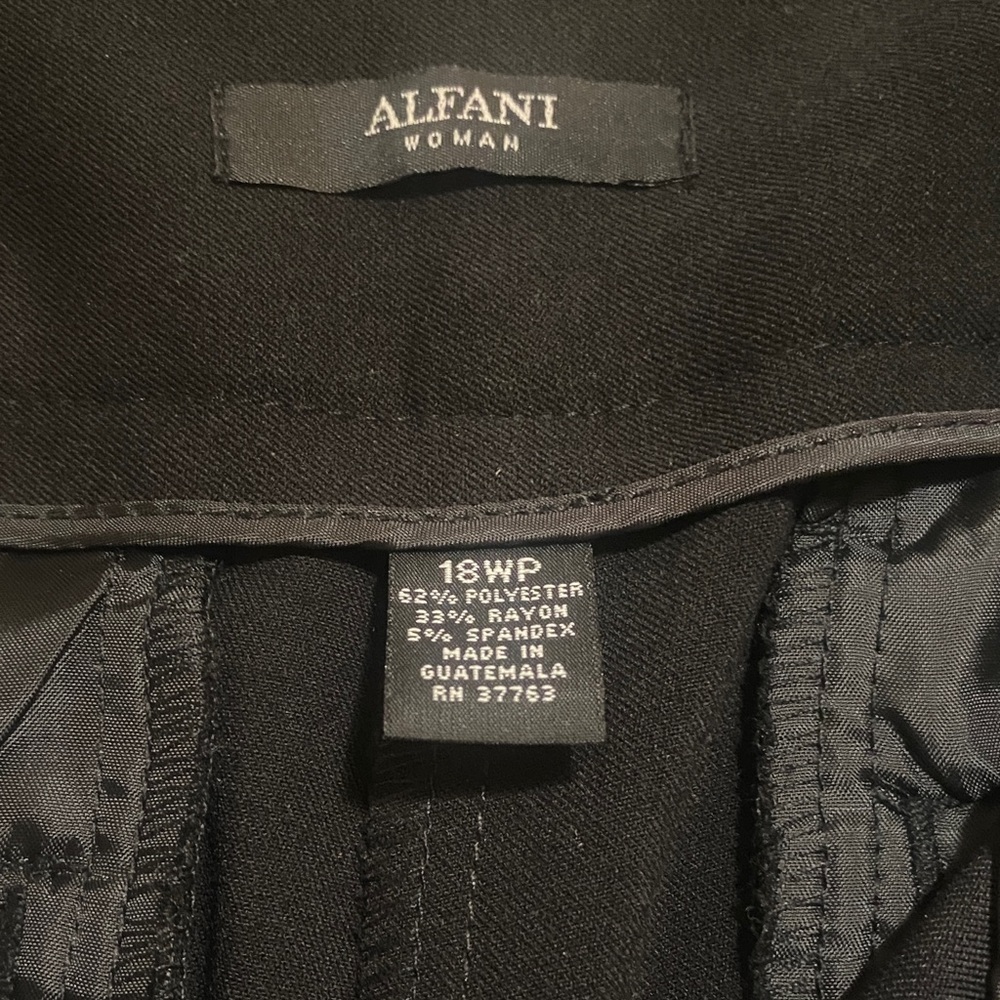 ALFANI
WOMAN
18WP
62% POLYESTER
33% RAYON
5% SPANDEX
MADE IN
GUATEMALA
RN 37763